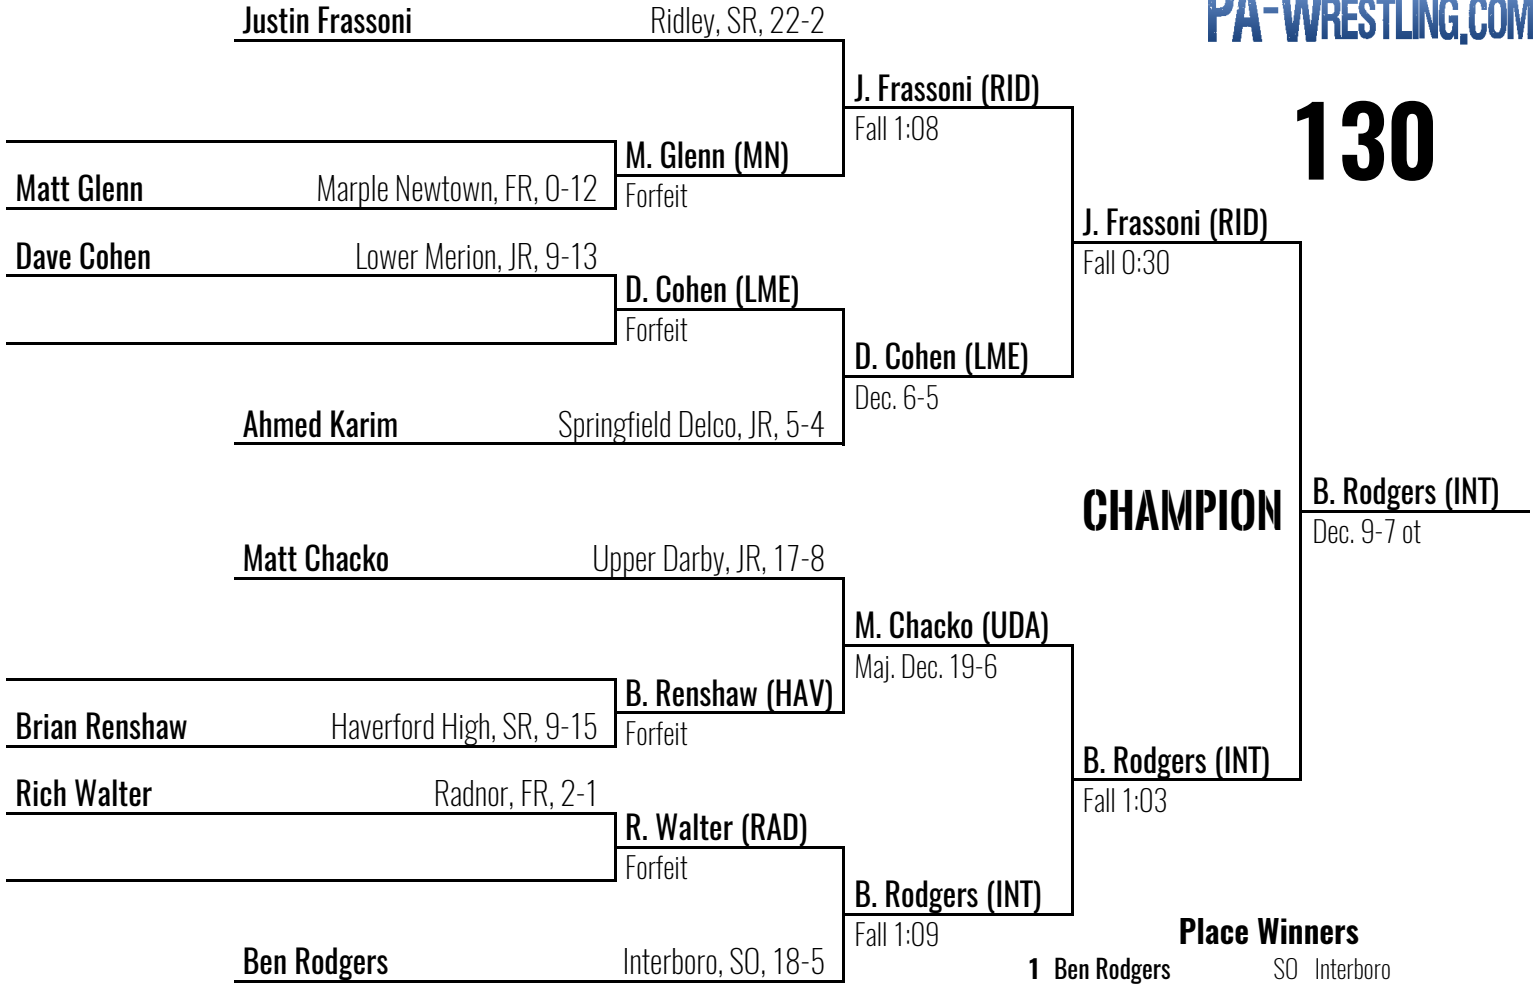 PA-WRESTLING.COM
130
Justin Frassoni Ridley, SR, 22-2
J. Frassoni (RID)
Fall 1:08
M. Glenn (MN)
Forfeit
Matt Glenn Marple Newtown, FR, 0-12
J. Frassoni (RID)
Fall 0:30
Dave Cohen Lower Merion, JR, 9-13
D. Cohen (LME)
Forfeit
D. Cohen (LME)
Dec. 6-5
Ahmed Karim Springfield Delco, JR, 5-4
CHAMPION
B. Rodgers (INT)
Dec. 9-7 ot
Matt Chacko Upper Darby, JR, 17-8
M. Chacko (UDA)
Maj. Dec. 19-6
B. Renshaw (HAV)
Forfeit
Brian Renshaw Haverford High, SR, 9-15
B. Rodgers (INT)
Fall 1:03
Rich Walter Radnor, FR, 2-1
R. Walter (RAD)
Forfeit
B. Rodgers (INT)
Fall 1:09
Ben Rodgers Interboro, SO, 18-5
Place Winners
1 Ben Rodgers SO Interboro